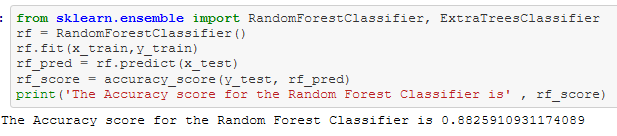 : from sklearn.ensemble import RandomForestClassifier, ExtraTreesClassifier
rf = RandomForestClassifier()
rf.fit(x_train,y_train)
rf_pred = rf.predict(x_test)
rf_score = accuracy_score(y_test, rf_pred)
print('The Accuracy score for the Random Forest Classifier is' , rf_score)
The Accuracy score for the Random Forest Classifier is 0.8825910931174089